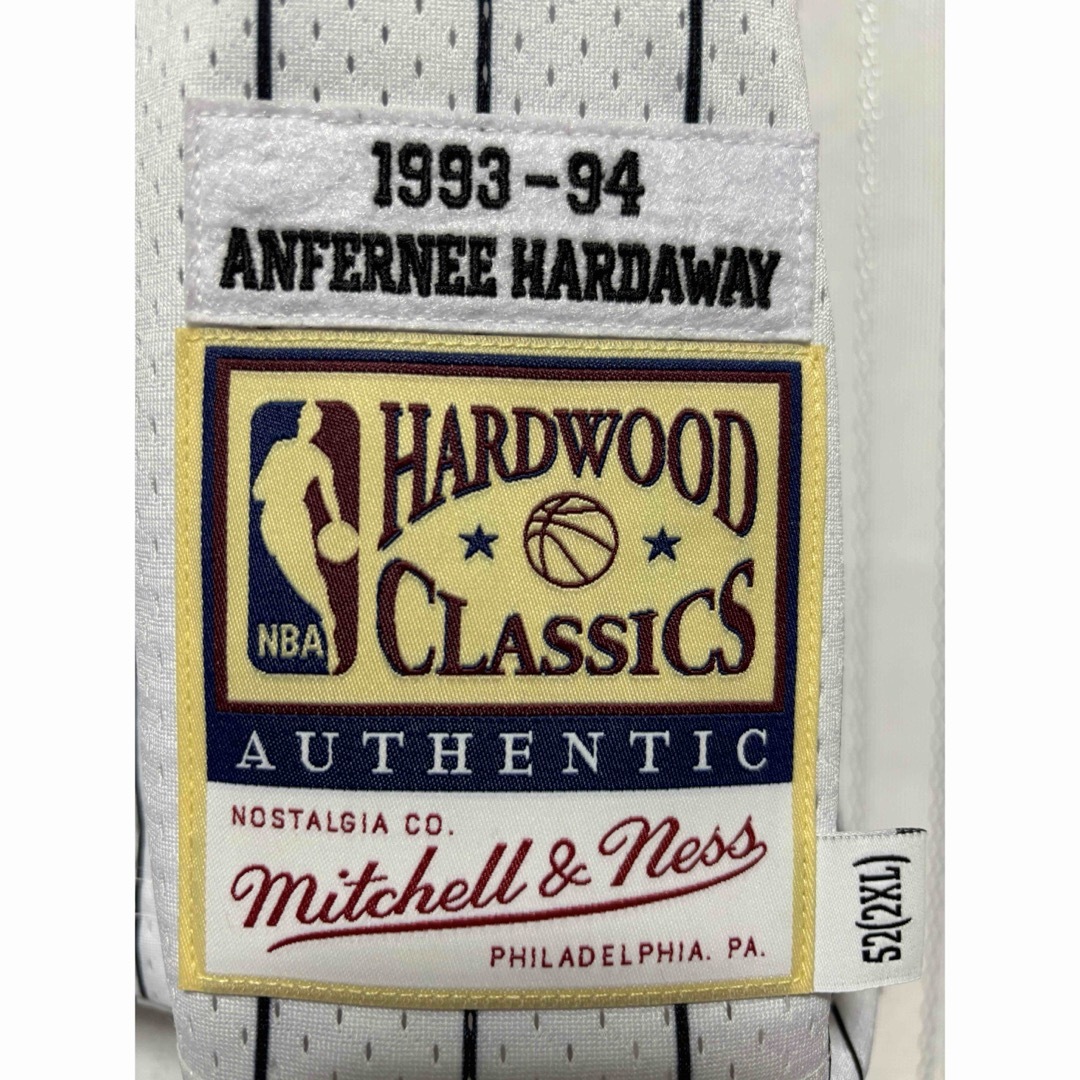 1993-94
ANFERNEE HARDAWAY
HARDWOOD
CLASSICS
NBA
AUTHENTIC
NOSTALGIA CO.
Mitchell & Ness
PHILADELPHIA. PA.
52(2XL)